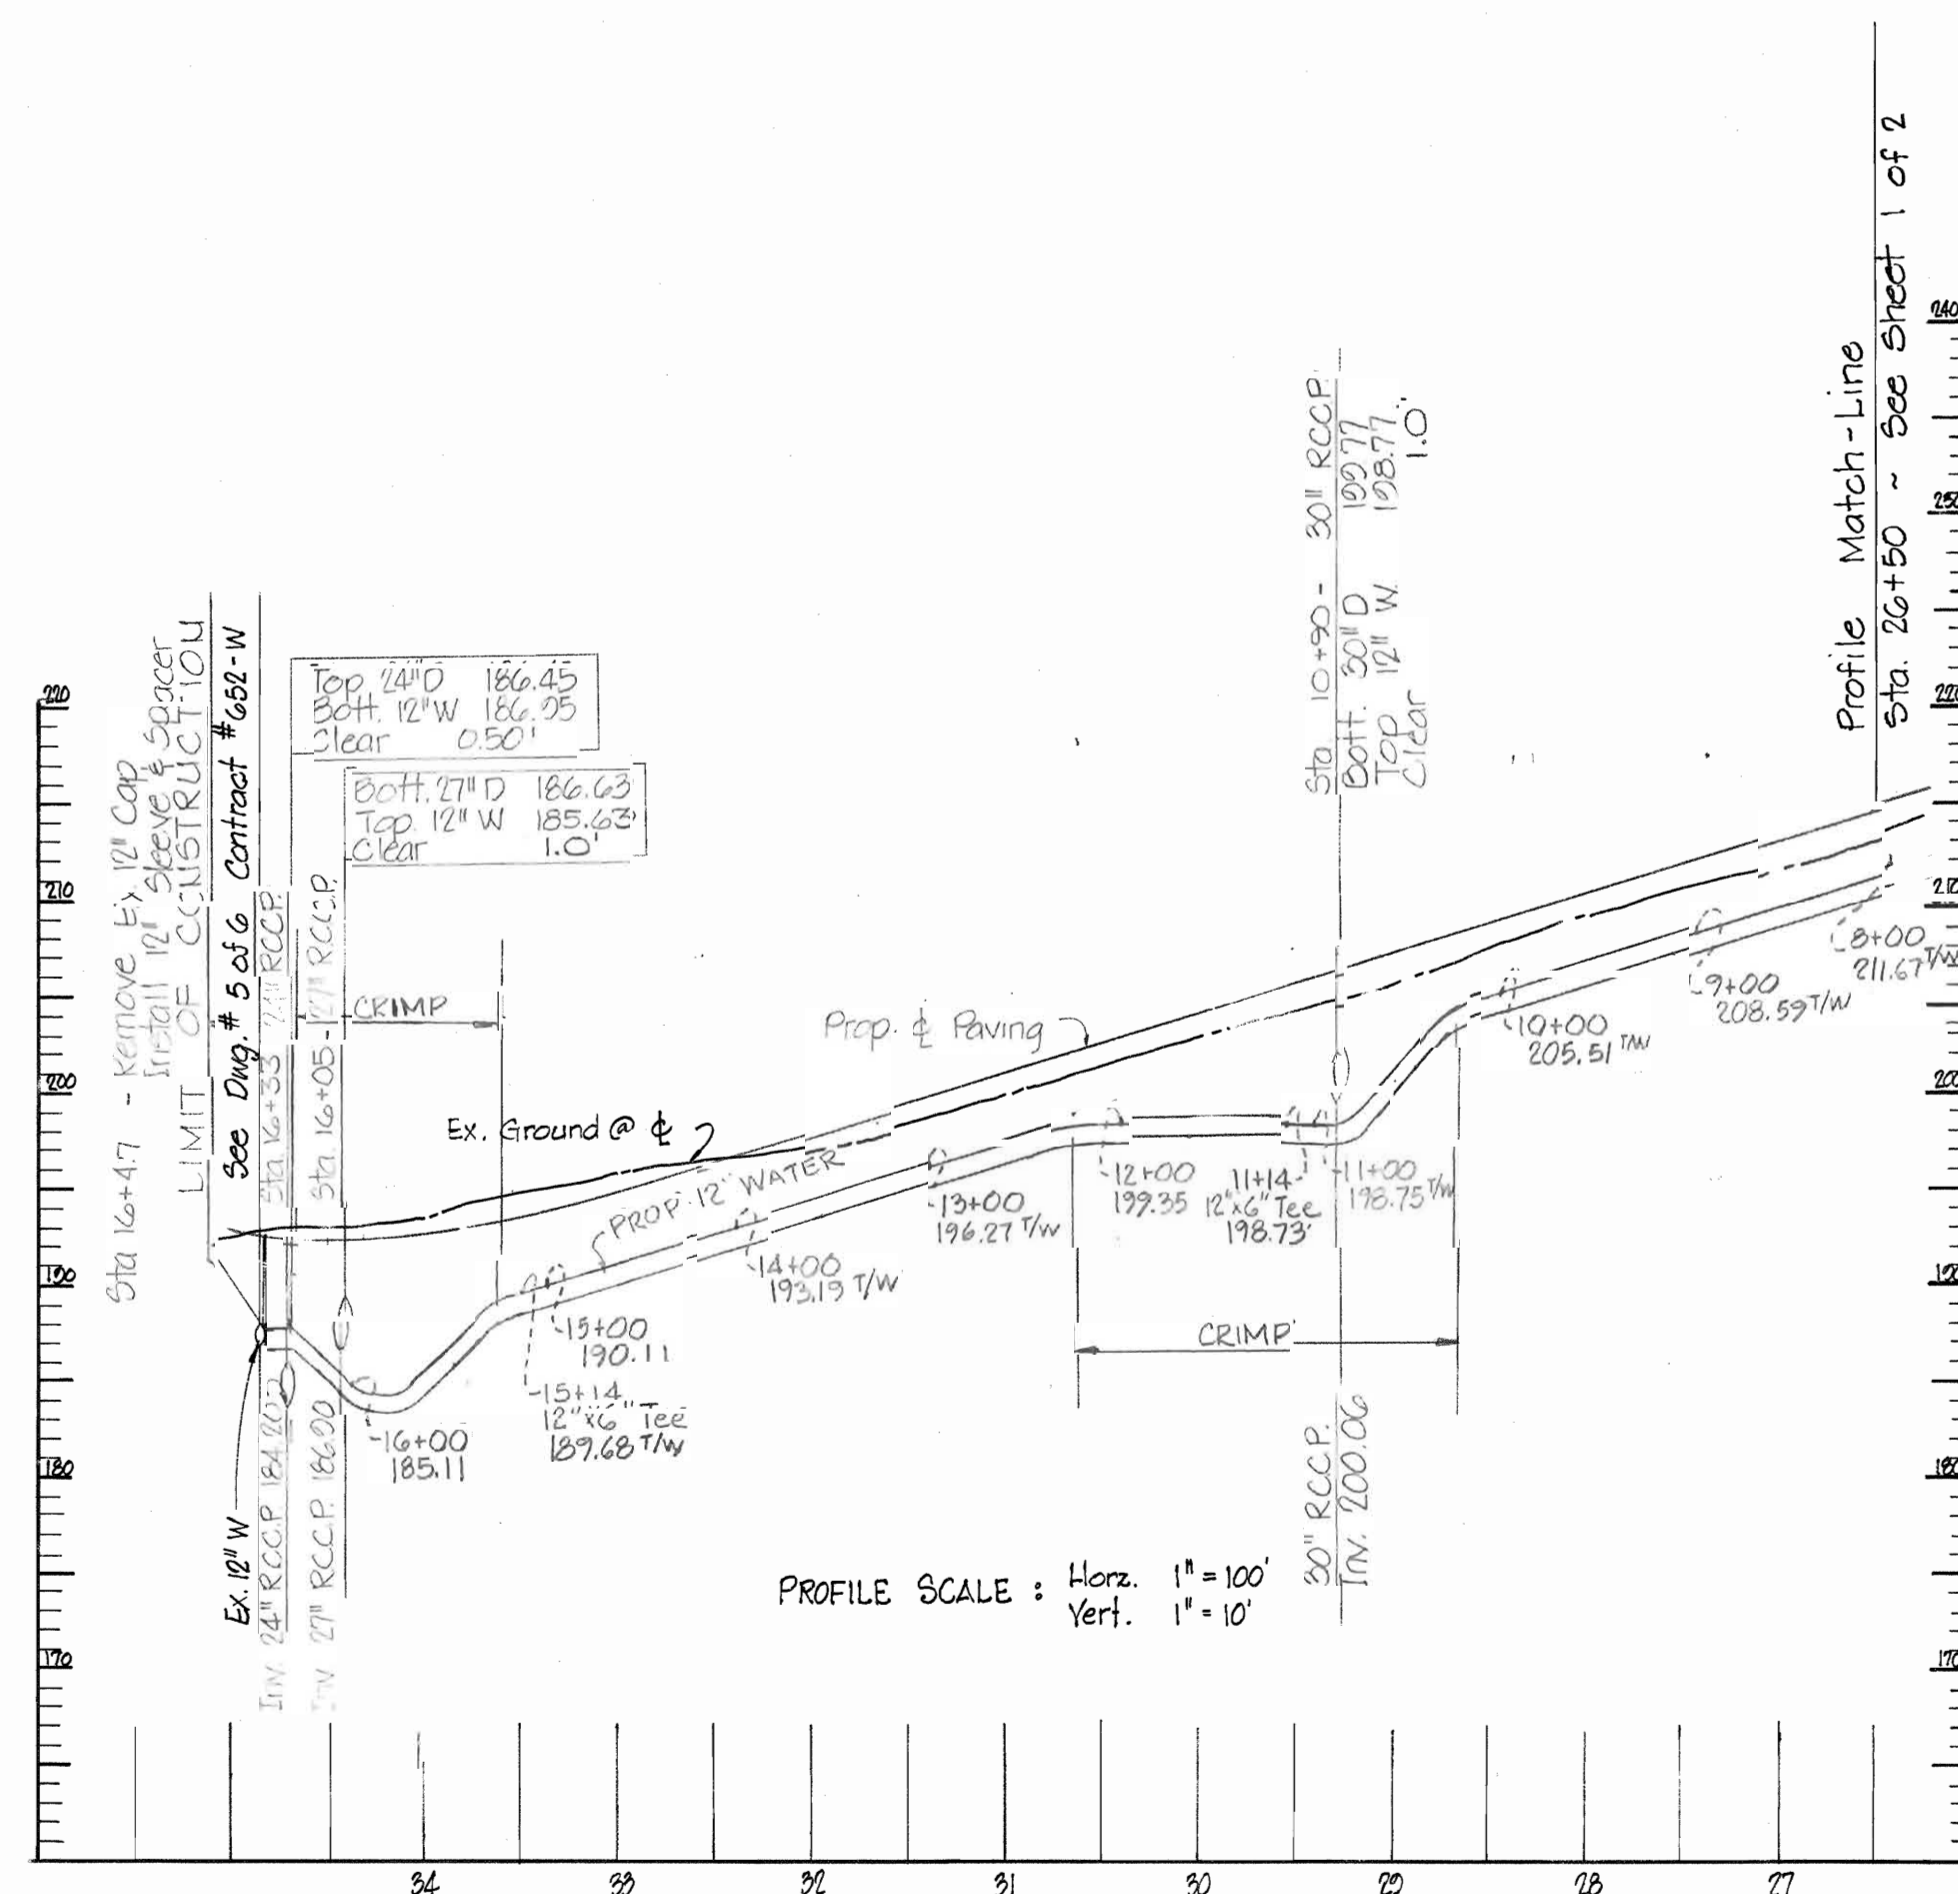 Profile Match-Line
Sta. 26+50 ~ See Sheet 1 of 2
240
230
220
210
200
190
180
170
220
210
200
190
180
170
Sta 10+90 - 30" RCCP.
Bott. 30" D 199.77
Top 12" W. 198.77
Clear 1.0'
Sta 16+47 - Remove Ex. 12" Cap
Install 12" Sleeve & Spacer
LIMIT OF CONSTRUCTION
See Dwg. # 5 of 6 Contract # 652-W
Sta. 16+33 24" RCCP.
Sta. 16+05 - 27" R.C.C.P.
Top 24" D 186.45
Bott. 12" W 186.95
Clear 0.50'
Bott. 27" D 186.63
Top 12" W 185.63
Clear 1.0'
CRIMP
Prop. ℄ Paving
Ex. Ground @ ℄
PROP. 12" WATER
8+00
211.67 T/W
9+00
208.59 T/W
10+00
205.51 T/W
11+00
198.75 T/W
11+14
12"x6" Tee
198.73
12+00
199.35
13+00
196.27 T/W
14+00
193.19 T/W
15+00
190.11
15+14
12"x6" Tee
189.68 T/W
16+00
185.11
CRIMP
Ex. 12" W
Inv. 24" RCCP. 184.20
Inv. 27" RCCP. 186.90
30" RCCP.
Inv. 200.06
PROFILE SCALE : Horz. 1" = 100'
Vert. 1" = 10'
34 33 32 31 30 29 28 27